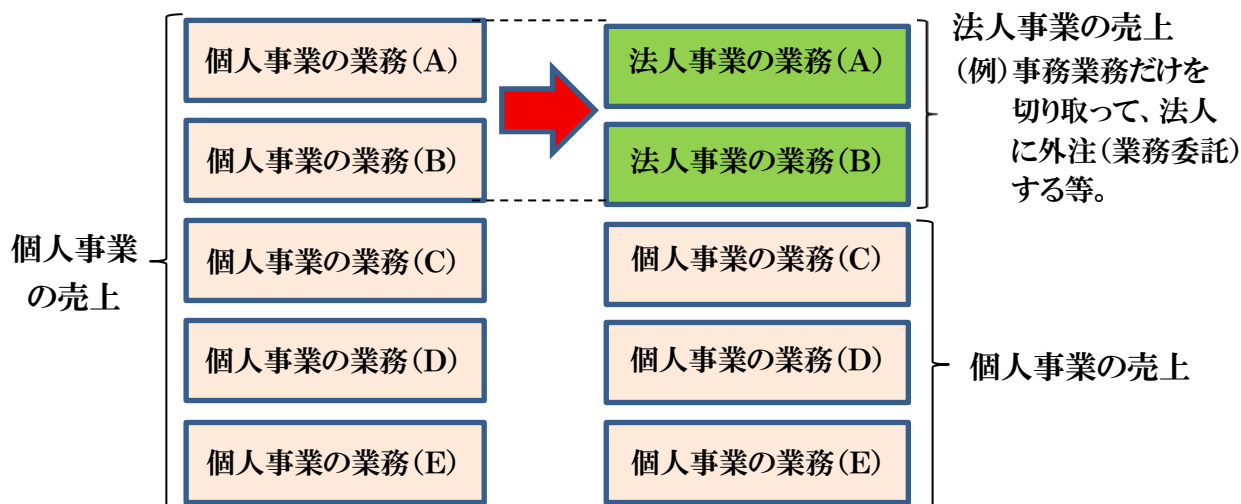 個人事業
の売上
個人事業の業務(A)
個人事業の業務(B)
個人事業の業務(C)
個人事業の業務(D)
個人事業の業務(E)
法人事業の業務(A)
法人事業の業務(B)
個人事業の業務(C)
個人事業の業務(D)
個人事業の業務(E)
法人事業の売上
(例)事務業務だけを
切り取って、法人
に外注(業務委託)
する等。
個人事業の売上